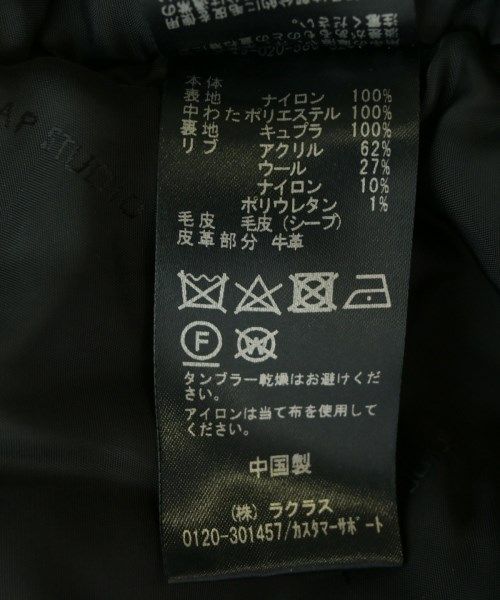 本体
表地 ナイロン 100%
中わたポリエステル 100%
裏地 キュプラ 100%
リブ アクリル 62%
ウール 27%
ナイロン 10%
ポリウレタン 1%
毛皮 毛皮(シープ)
皮革部分 牛革
F W
タンブラー乾燥はお避けくだ
さい。
アイロンは当て布を使用して
ください。
中国製
(株) ラクラス
0120-301457/カスタマーサポート